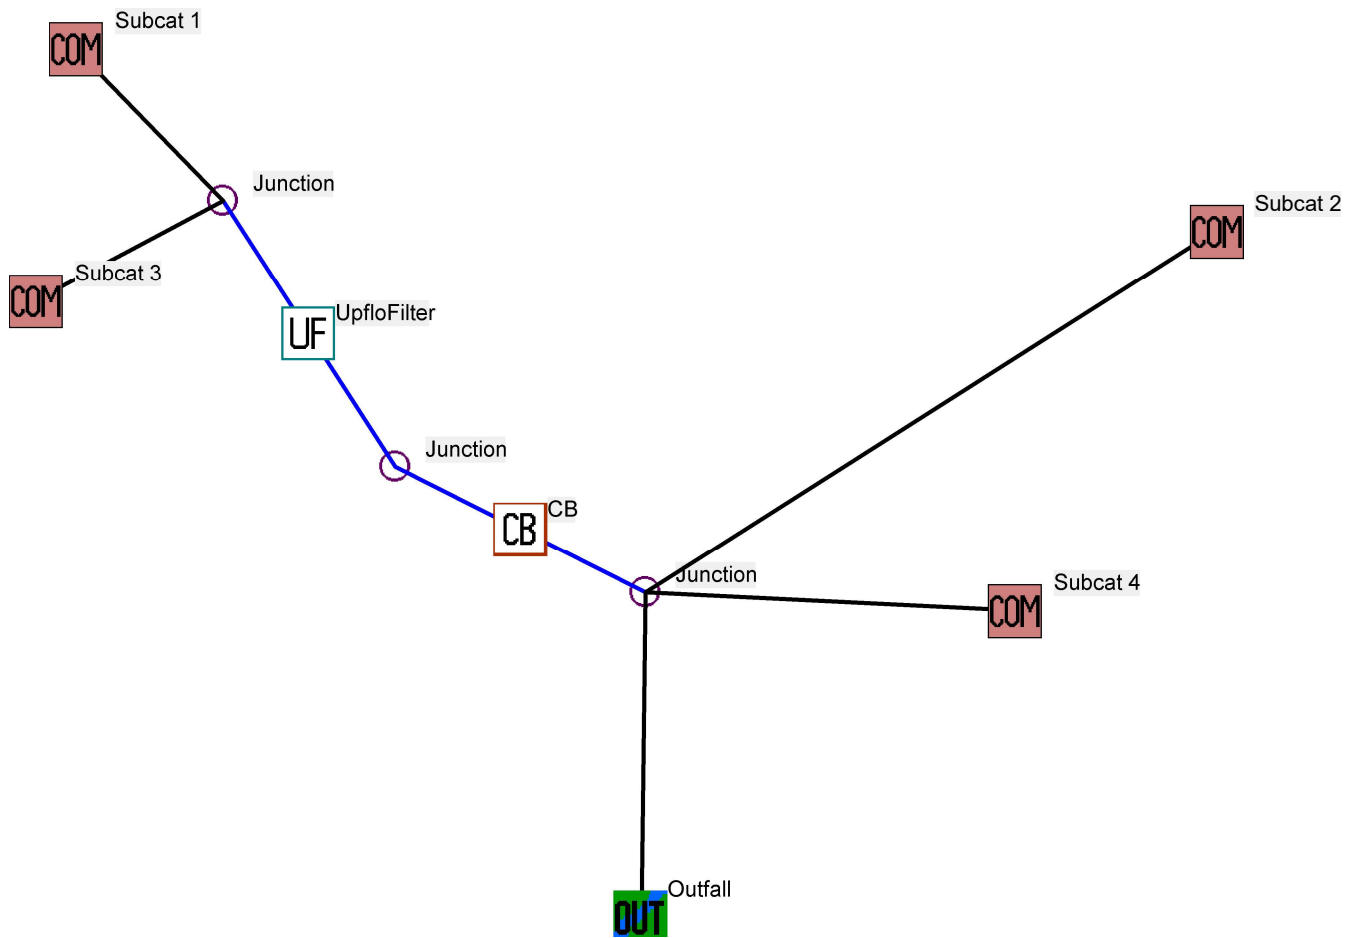 Subcat 1
COM
Junction
Subcat 2
COM
Subcat 3
COM
UpfloFilter
UF
Junction
CB
CB
Junction
Subcat 4
COM
Outfall
OUT